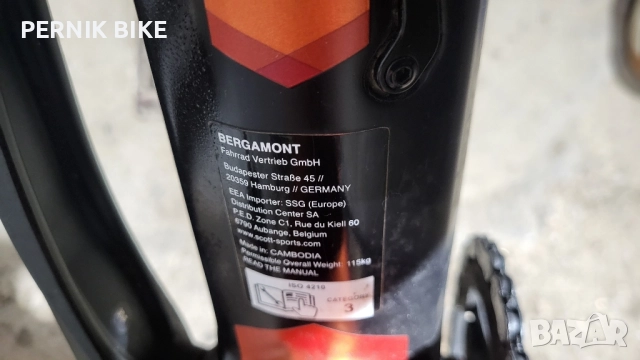 PERNIK BIKE
BERGAMONT
Fahrrad Vertrieb GmbH
Budapester Straße 45 //
20359 Hamburg // GERMANY
EEA Importer: SSG (Europe)
Distribution Center SA
P.E.D. Zone C1, Rue du Kiell 60
6790 Aubange, Belgium
www.scott-sports.com
Made in: CAMBODIA
Permissible Overall Weight: 115kg
READ THE MANUAL
ISO 4210
CATEGORY
3
BAZAR